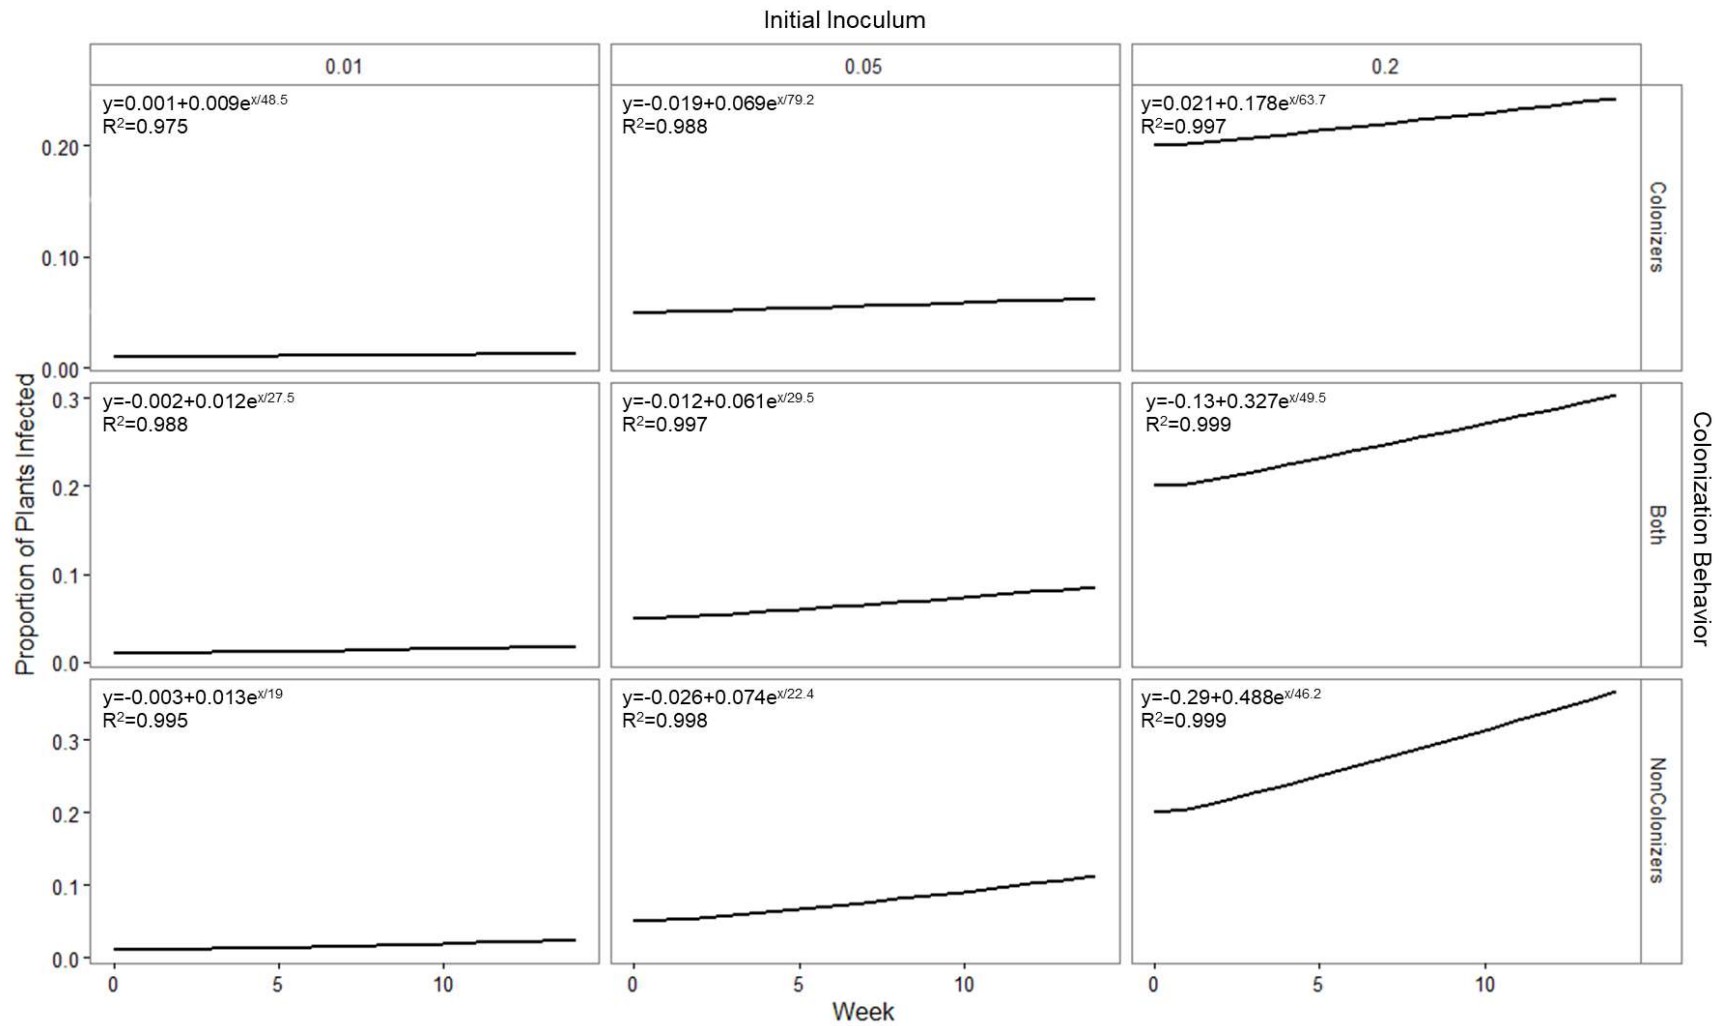 Initial Inoculum
0.01
0.05
0.2
y=0.001+0.009e^x/48.5
R²=0.975
y=-0.019+0.069e^x/79.2
R²=0.988
y=0.021+0.178e^x/63.7
R²=0.997
0.20
0.10
0.00
Colonizers
y=-0.002+0.012e^x/27.5
R²=0.988
y=-0.012+0.061e^x/29.5
R²=0.997
y=-0.13+0.327e^x/49.5
R²=0.999
0.3
0.2
0.1
0.0
Both
Proportion of Plants Infected
Colonization Behavior
y=-0.003+0.013e^x/19
R²=0.995
y=-0.026+0.074e^x/22.4
R²=0.998
y=-0.29+0.488e^x/46.2
R²=0.999
0.3
0.2
0.1
0.0
NonColonizers
0
5
10
0
5
10
0
5
10
Week